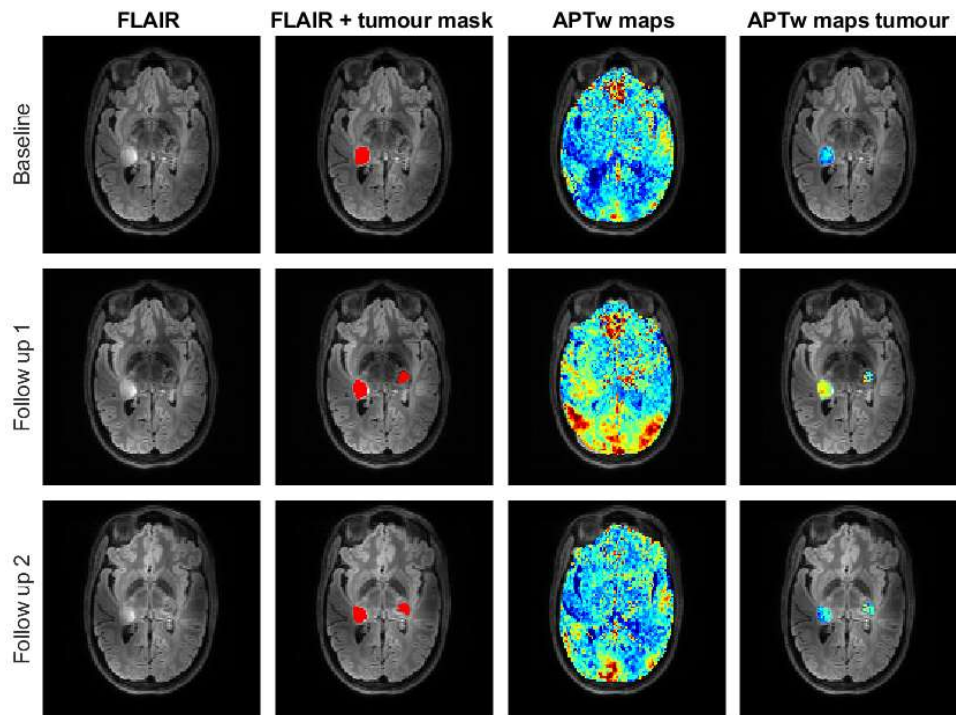 FLAIR
FLAIR + tumour mask
APTw maps
APTw maps tumour
Baseline
Follow up 1
Follow up 2